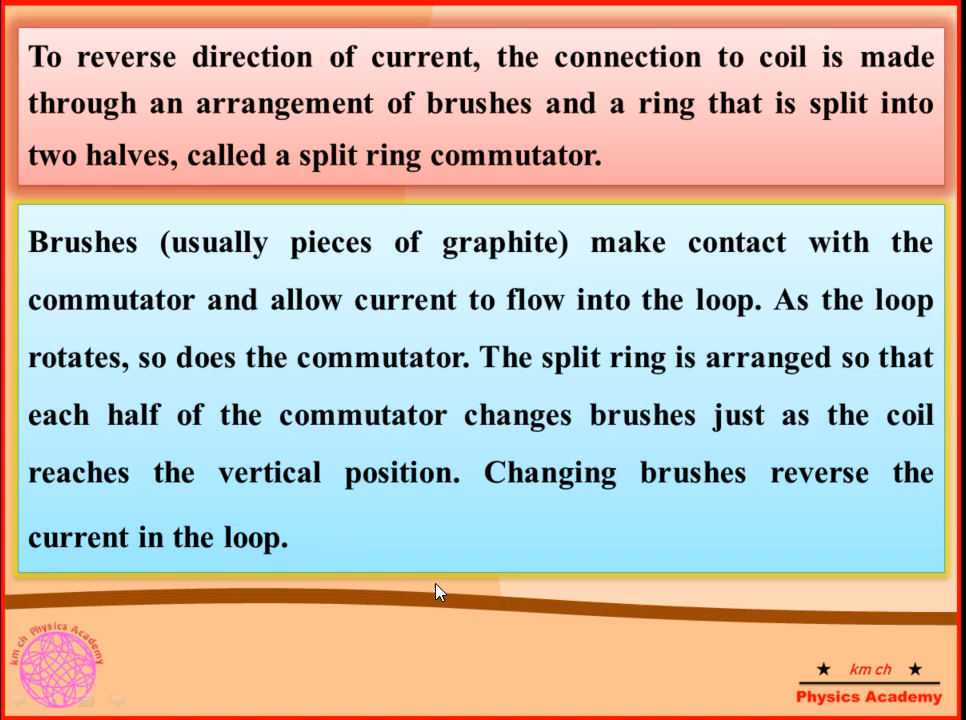 To reverse direction of current, the connection to coil is made
through an arrangement of brushes and a ring that is split into
two halves, called a split ring commutator.
Brushes (usually pieces of graphite) make contact with the
commutator and allow current to flow into the loop. As the loop
rotates, so does the commutator. The split ring is arranged so that
each half of the commutator changes brushes just as the coil
reaches the vertical position. Changing brushes reverse the
current in the loop.
km ch Physics Academy
km ch
Physics Academy